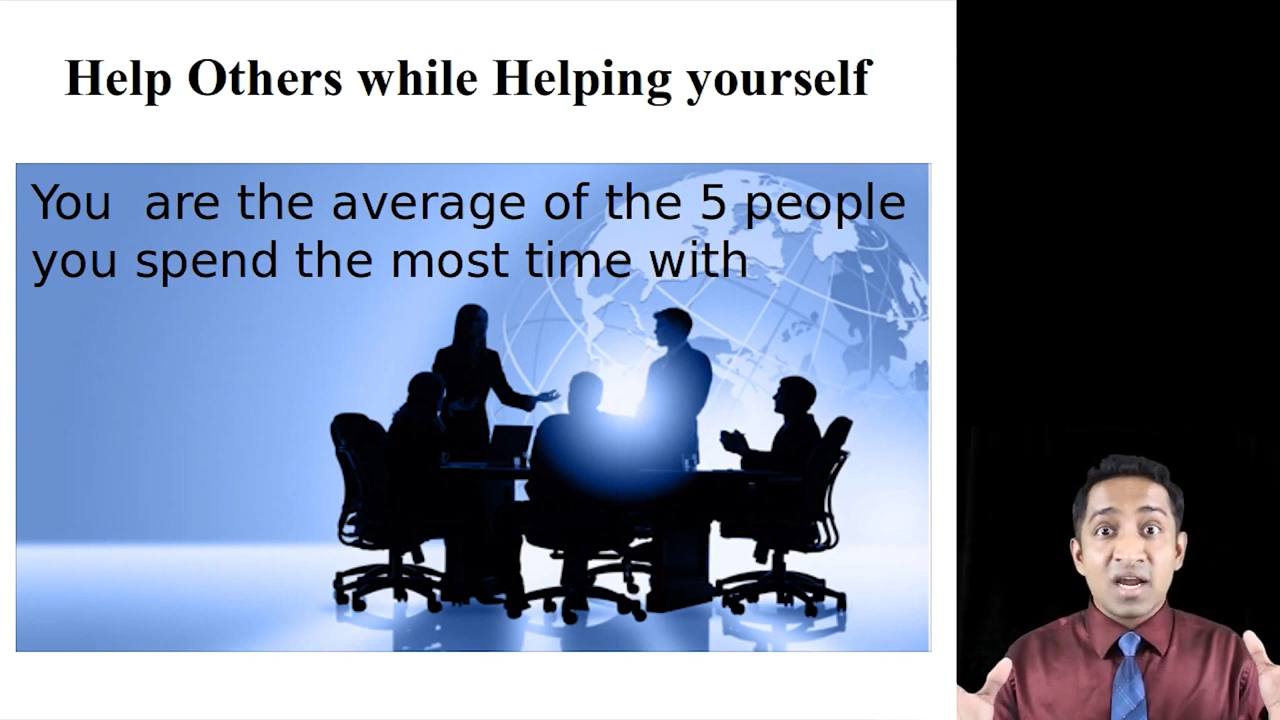 Help Others while Helping yourself
You  are the average of the 5 people
you spend the most time with